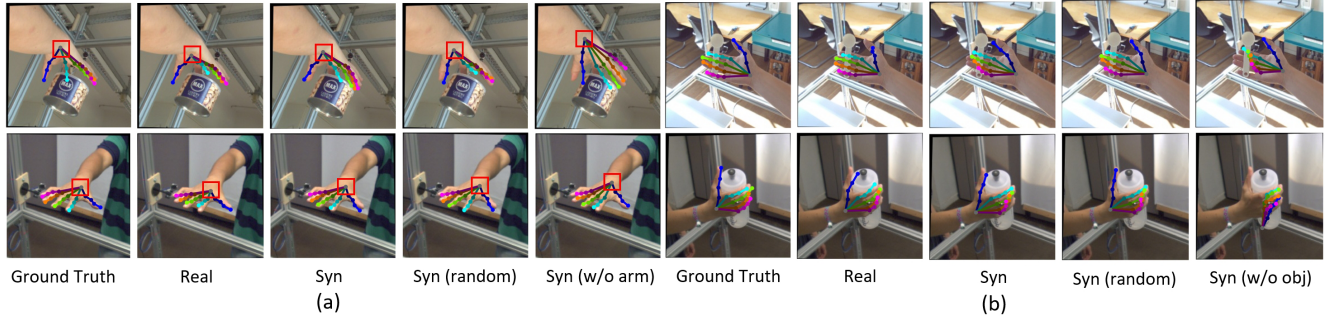 Ground Truth Real Syn Syn (random) Syn (w/o arm) Ground Truth Real Syn Syn (random) Syn (w/o obj)
(a) (b)